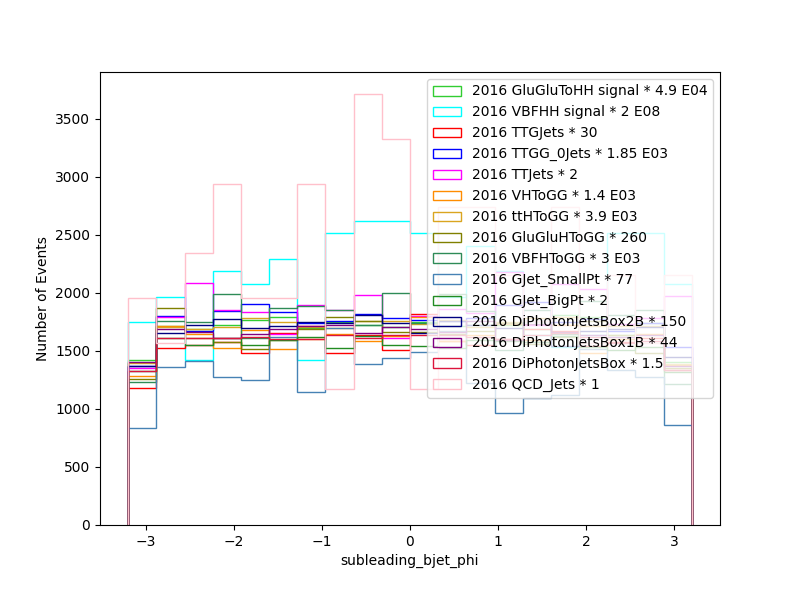 2016 GluGluToHH signal * 4.9 E04
2016 VBFHH signal * 2 E08
2016 TTGJets * 30
2016 TTGG_0Jets * 1.85 E03
2016 TTJets * 2
2016 VHToGG * 1.4 E03
2016 ttHToGG * 3.9 E03
2016 GluGluHToGG * 260
2016 VBFHToGG * 3 E03
2016 GJet_SmallPt * 77
2016 GJet_BigPt * 2
2016 DiPhotonJetsBox2B * 150
2016 DiPhotonJetsBox1B * 44
2016 DiPhotonJetsBox * 1.5
2016 QCD_Jets * 1
Number of Events
3500
3000
2500
2000
1500
1000
500
0
−3 −2 −1 0 1 2 3
subleading_bjet_phi